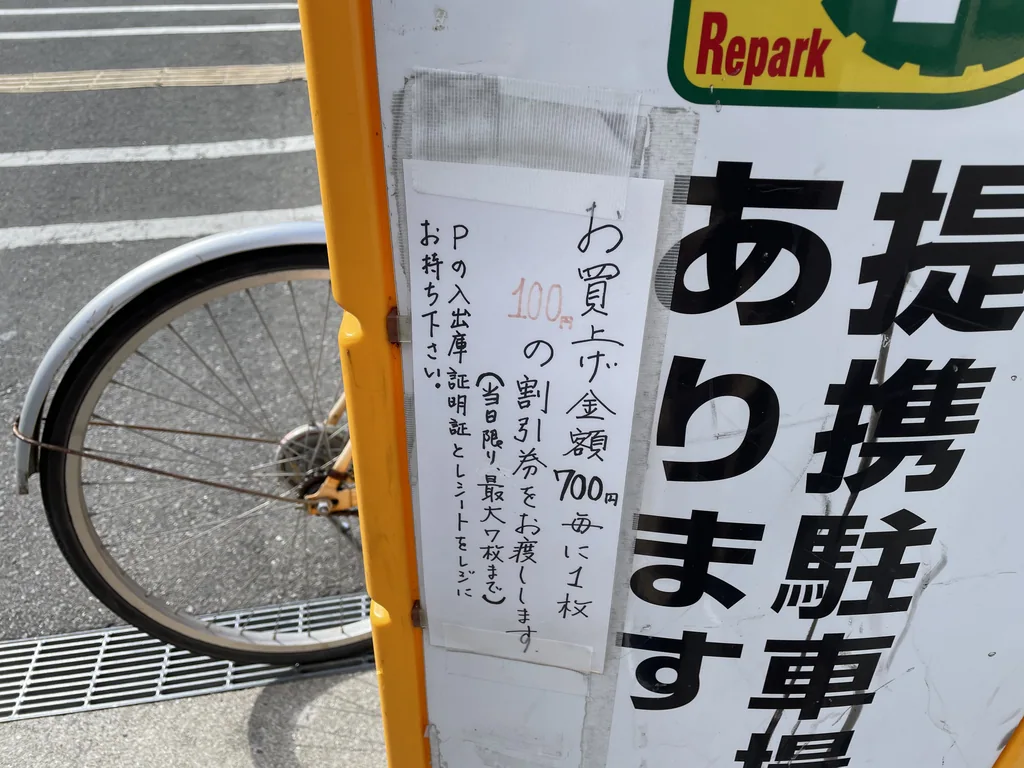 Repark
提携駐車場
あります
お買上げ金額700円毎に1枚
100円の割引券をお渡しします。
(当日限り、最大7枚まで)
Pの入出庫証明証とレシートをレジに
お持ち下さい。